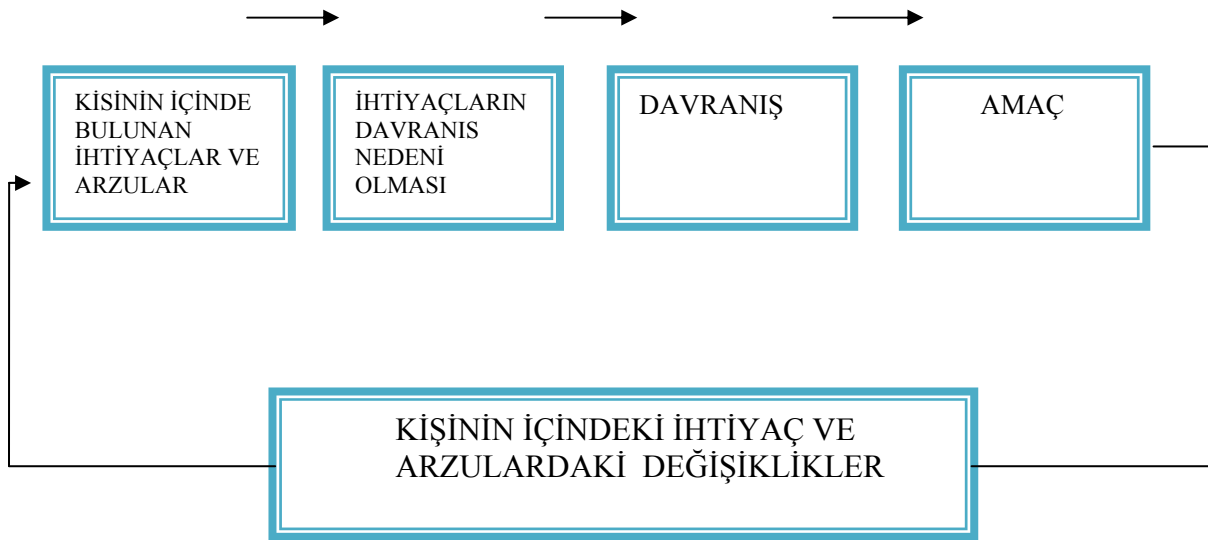 KİSİNİN İÇİNDE
BULUNAN
İHTİYAÇLAR VE
ARZULAR
İHTİYAÇLARIN
DAVRANIS
NEDENİ
OLMASI
DAVRANIŞ
AMAÇ
KİŞİNİN İÇİNDEKİ İHTİYAÇ VE
ARZULARDAKİ DEĞİŞİKLİKLER